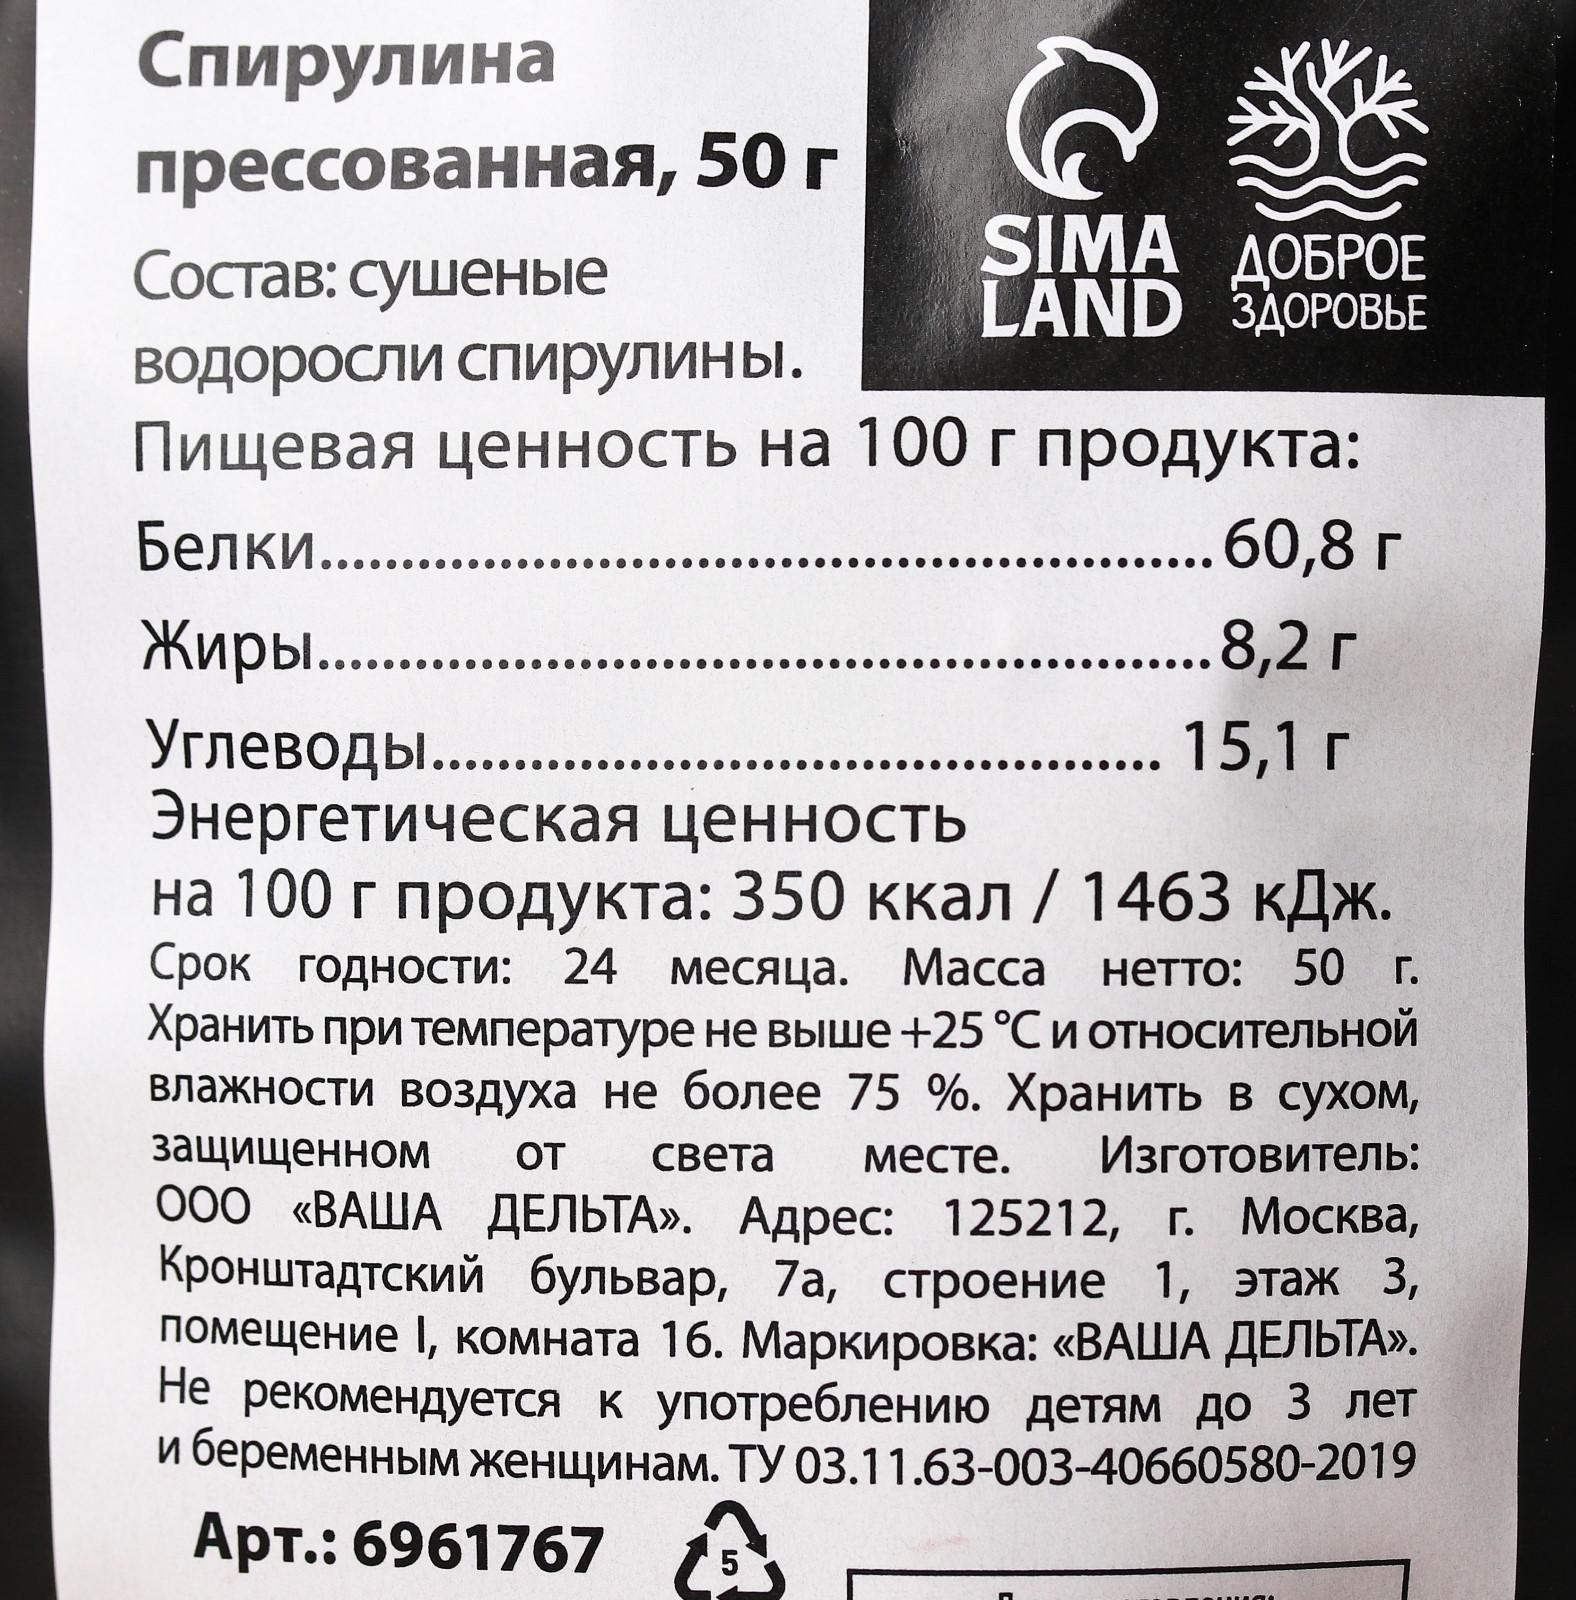 Спирулина
прессованная, 50 г
SIMA
LAND
ДОБРОЕ
ЗДОРОВЬЕ
Состав: сушеные
водоросли спирулины.
Пищевая ценность на 100 г продукта:
Белки.......................................................60,8 г
Жиры.......................................................8,2 г
Углеводы............................................. 15,1 г
Энергетическая ценность
на 100 г продукта: 350 ккал / 1463 кДж.
Срок годности: 24 месяца. Масса нетто: 50 г.
Хранить при температуре не выше +25 °С и относительной
влажности воздуха не более 75 %. Хранить в сухом,
защищенном от света месте. Изготовитель:
ООО «ВАША ДЕЛЬТА». Адрес: 125212, г. Москва,
Кронштадтский бульвар, 7а, строение 1, этаж 3,
помещение I, комната 16. Маркировка: «ВАША ДЕЛЬТА».
Не рекомендуется к употреблению детям до 3 лет
и беременным женщинам. ТУ 03.11.63-003-40660580-2019
Арт.: 6961767
5